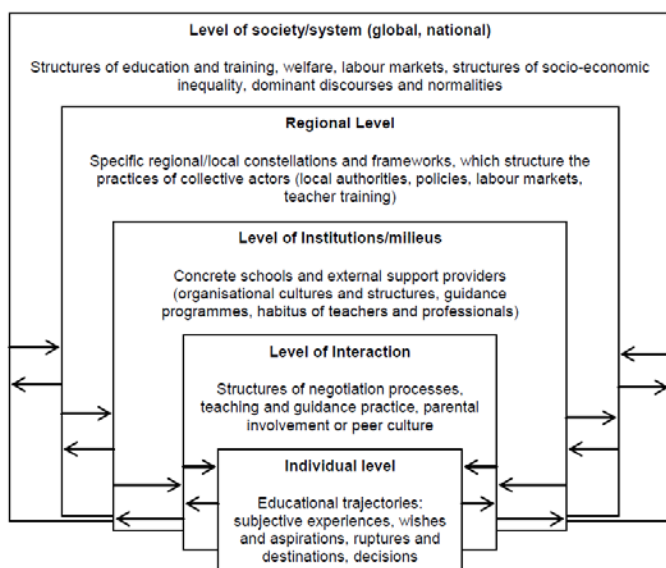 Level of society/system (global, national)
Structures of education and training, welfare, labour markets, structures of socio-economic
inequality, dominant discourses and normalities
Regional Level
Specific regional/local constellations and frameworks, which structure the
practices of collective actors (local authorities, policies, labour markets,
teacher training)
Level of Institutions/milieus
Concrete schools and external support providers
(organisational cultures and structures, guidance
programmes, habitus of teachers and professionals)
Level of Interaction
Structures of negotiation processes,
teaching and guidance practice, parental
involvement or peer culture
Individual level
Educational trajectories:
subjective experiences, wishes
and aspirations, ruptures and
destinations, decisions